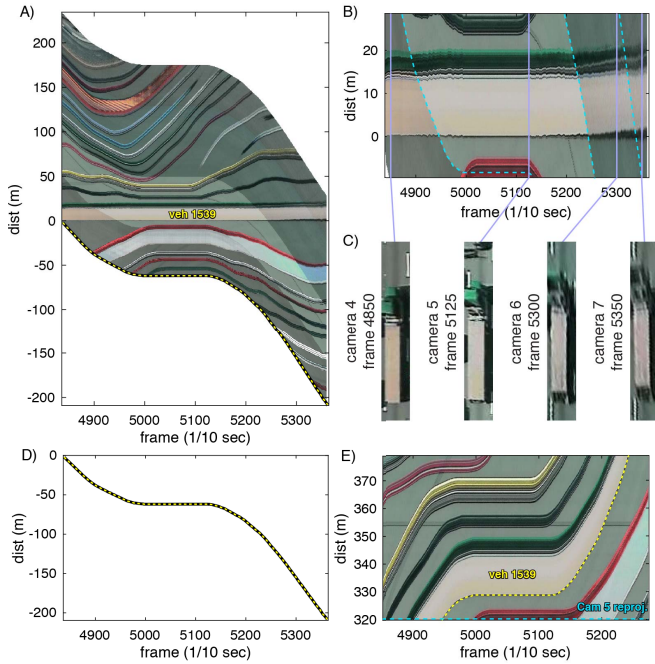 A)
200
150
100
50
0
-50
-100
-150
-200
dist (m)
veh 1539
4900 5000 5100 5200 5300
frame (1/10 sec)
B)
20
10
0
dist (m)
4900 5000 5100 5200 5300
frame (1/10 sec)
C)
camera 4
frame 4850
camera 5
frame 5125
camera 6
frame 5300
camera 7
frame 5350
D)
0
-50
-100
-150
-200
dist (m)
4900 5000 5100 5200 5300
frame (1/10 sec)
E)
370
360
350
340
330
320
dist (m)
veh 1539
Cam 5 reproj.
4900 5000 5100 5200
frame (1/10 sec)